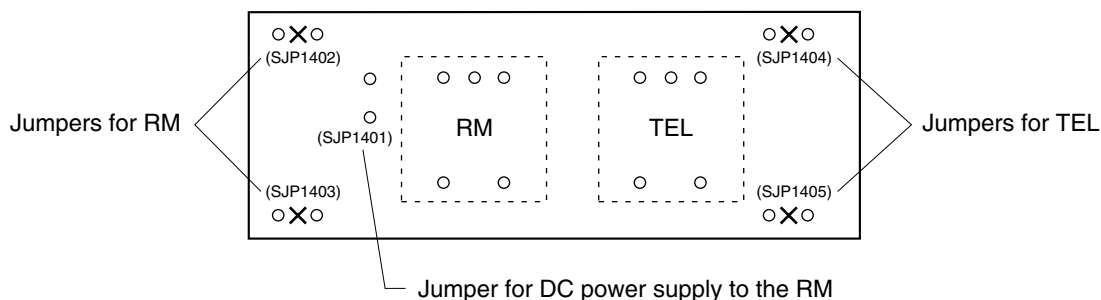 (SJP1402)
(SJP1404)
Jumpers for RM
(SJP1401)
RM
TEL
Jumpers for TEL
(SJP1403)
(SJP1405)
Jumper for DC power supply to the RM